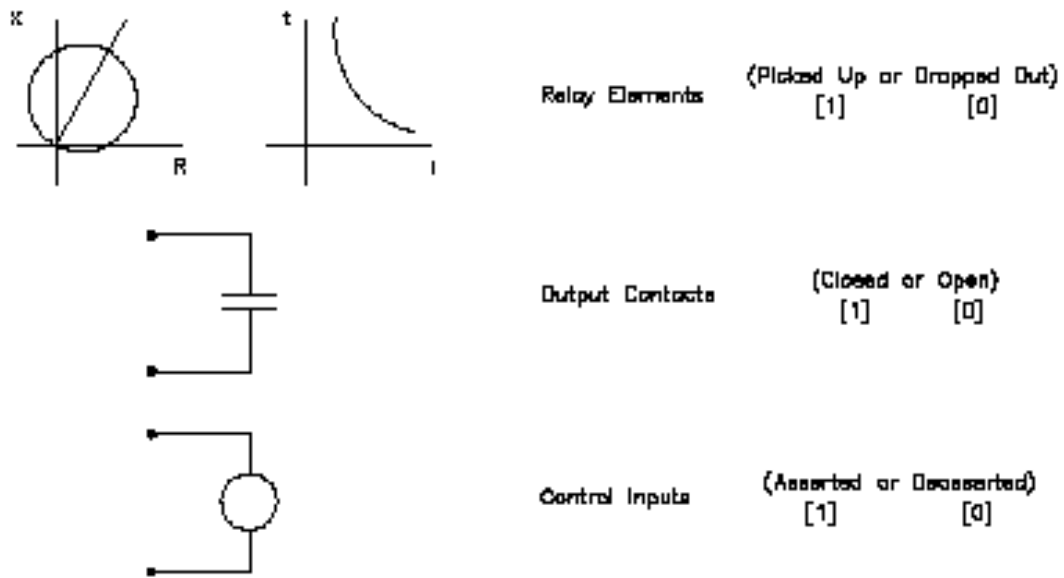 X
t
R
I
Relay Elements
(Picked Up or Dropped Out)
[1] [0]
Output Contacts
(Closed or Open)
[1] [0]
Control Inputs
(Asserted or Deasserted)
[1] [0]